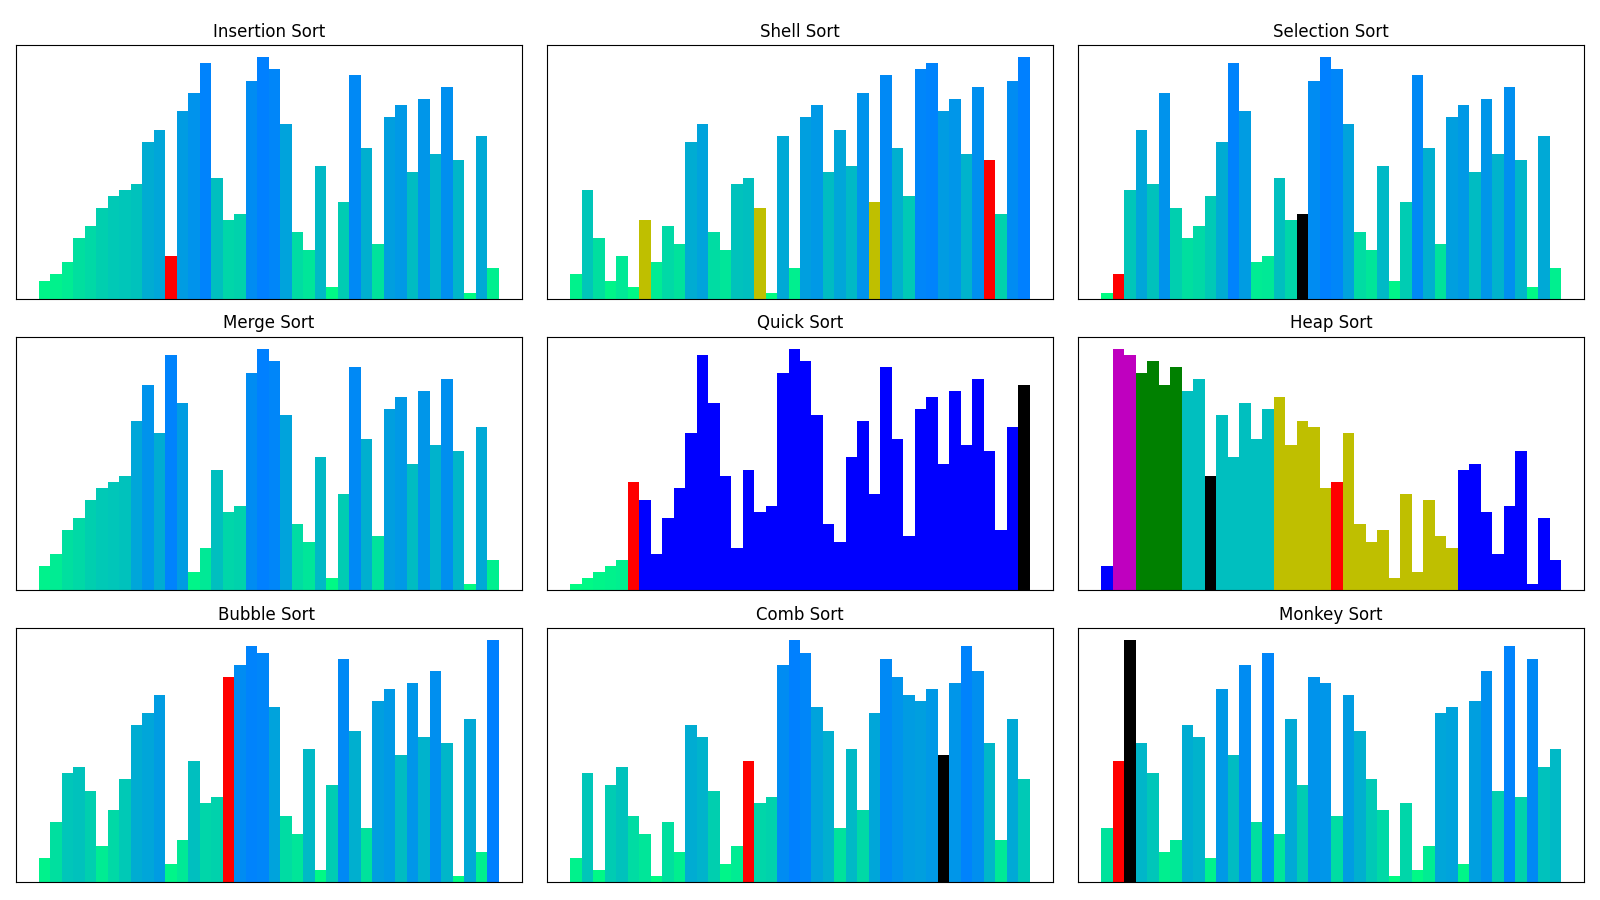 Insertion Sort
Shell Sort
Selection Sort
Merge Sort
Quick Sort
Heap Sort
Bubble Sort
Comb Sort
Monkey Sort